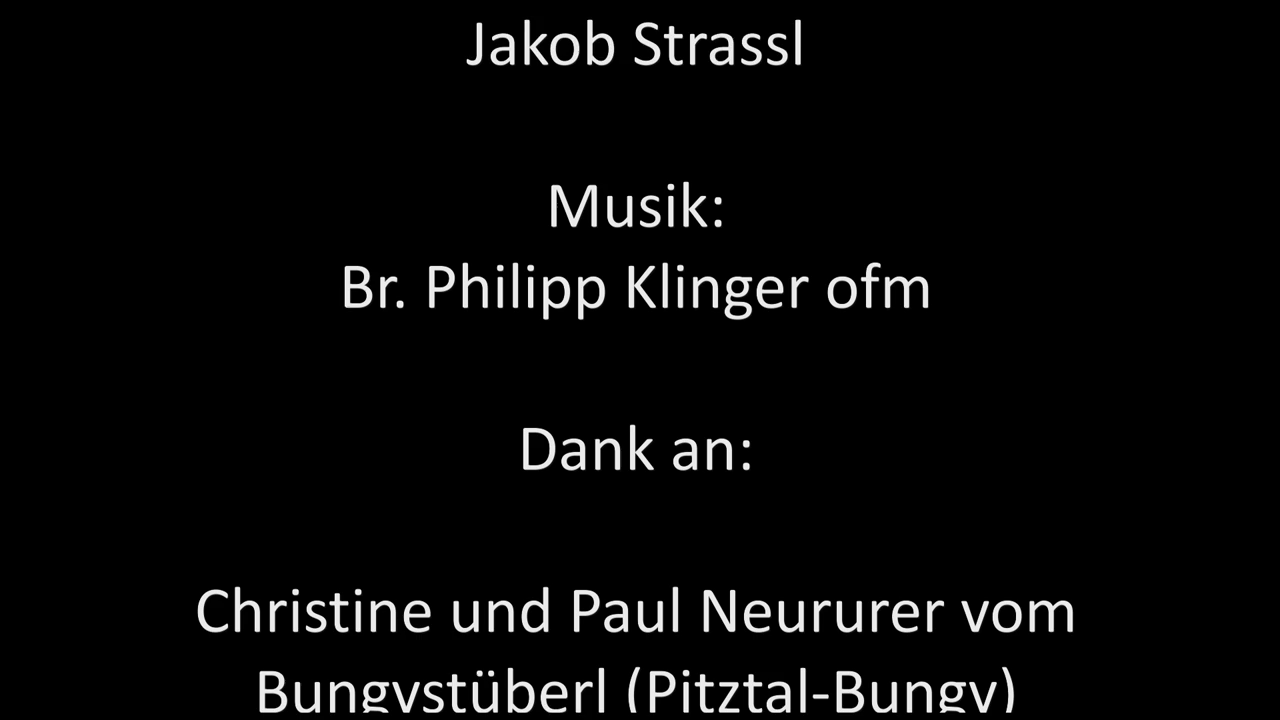 Jakob Strassl
Musik:
Br. Philipp Klinger ofm
Dank an:
Christine und Paul Neururer vom
Bungystüberl (Pitztal-Bungy)